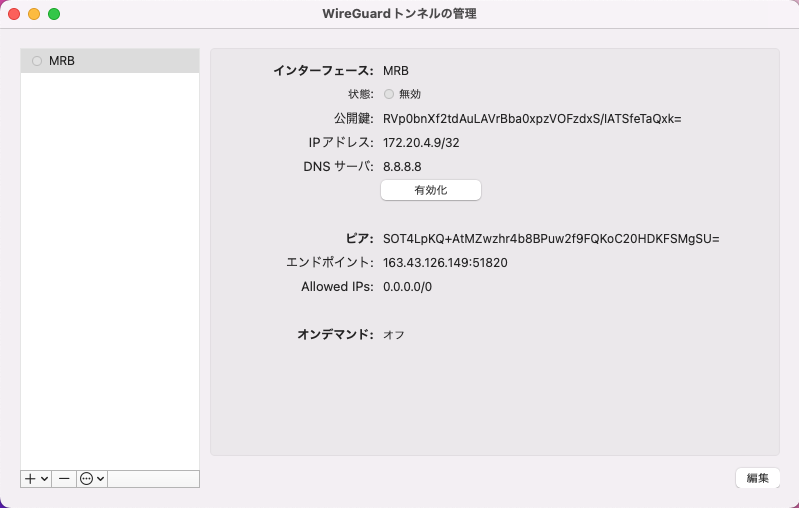 WireGuardトンネルの管理
MRB
インターフェース: MRB
状態: 無効
公開鍵: RVp0bnXf2tdAuLAVrBba0xpzVOFzdxS/IATSfeTaQxk=
IPアドレス: 172.20.4.9/32
DNS サーバ: 8.8.8.8
有効化
ピア: SOT4LpKQ+AtMZwzhr4b8BPuw2f9FQKoC20HDKFSMgSU=
エンドポイント: 163.43.126.149:51820
Allowed IPs: 0.0.0.0/0
オンデマンド: オフ
編集